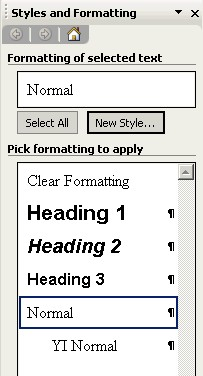 Styles and Formatting
Formatting of selected text
Normal
Select All New Style...
Pick formatting to apply
Clear Formatting
Heading 1 ¶
Heading 2 ¶
Heading 3 ¶
Normal ¶
YI Normal ¶